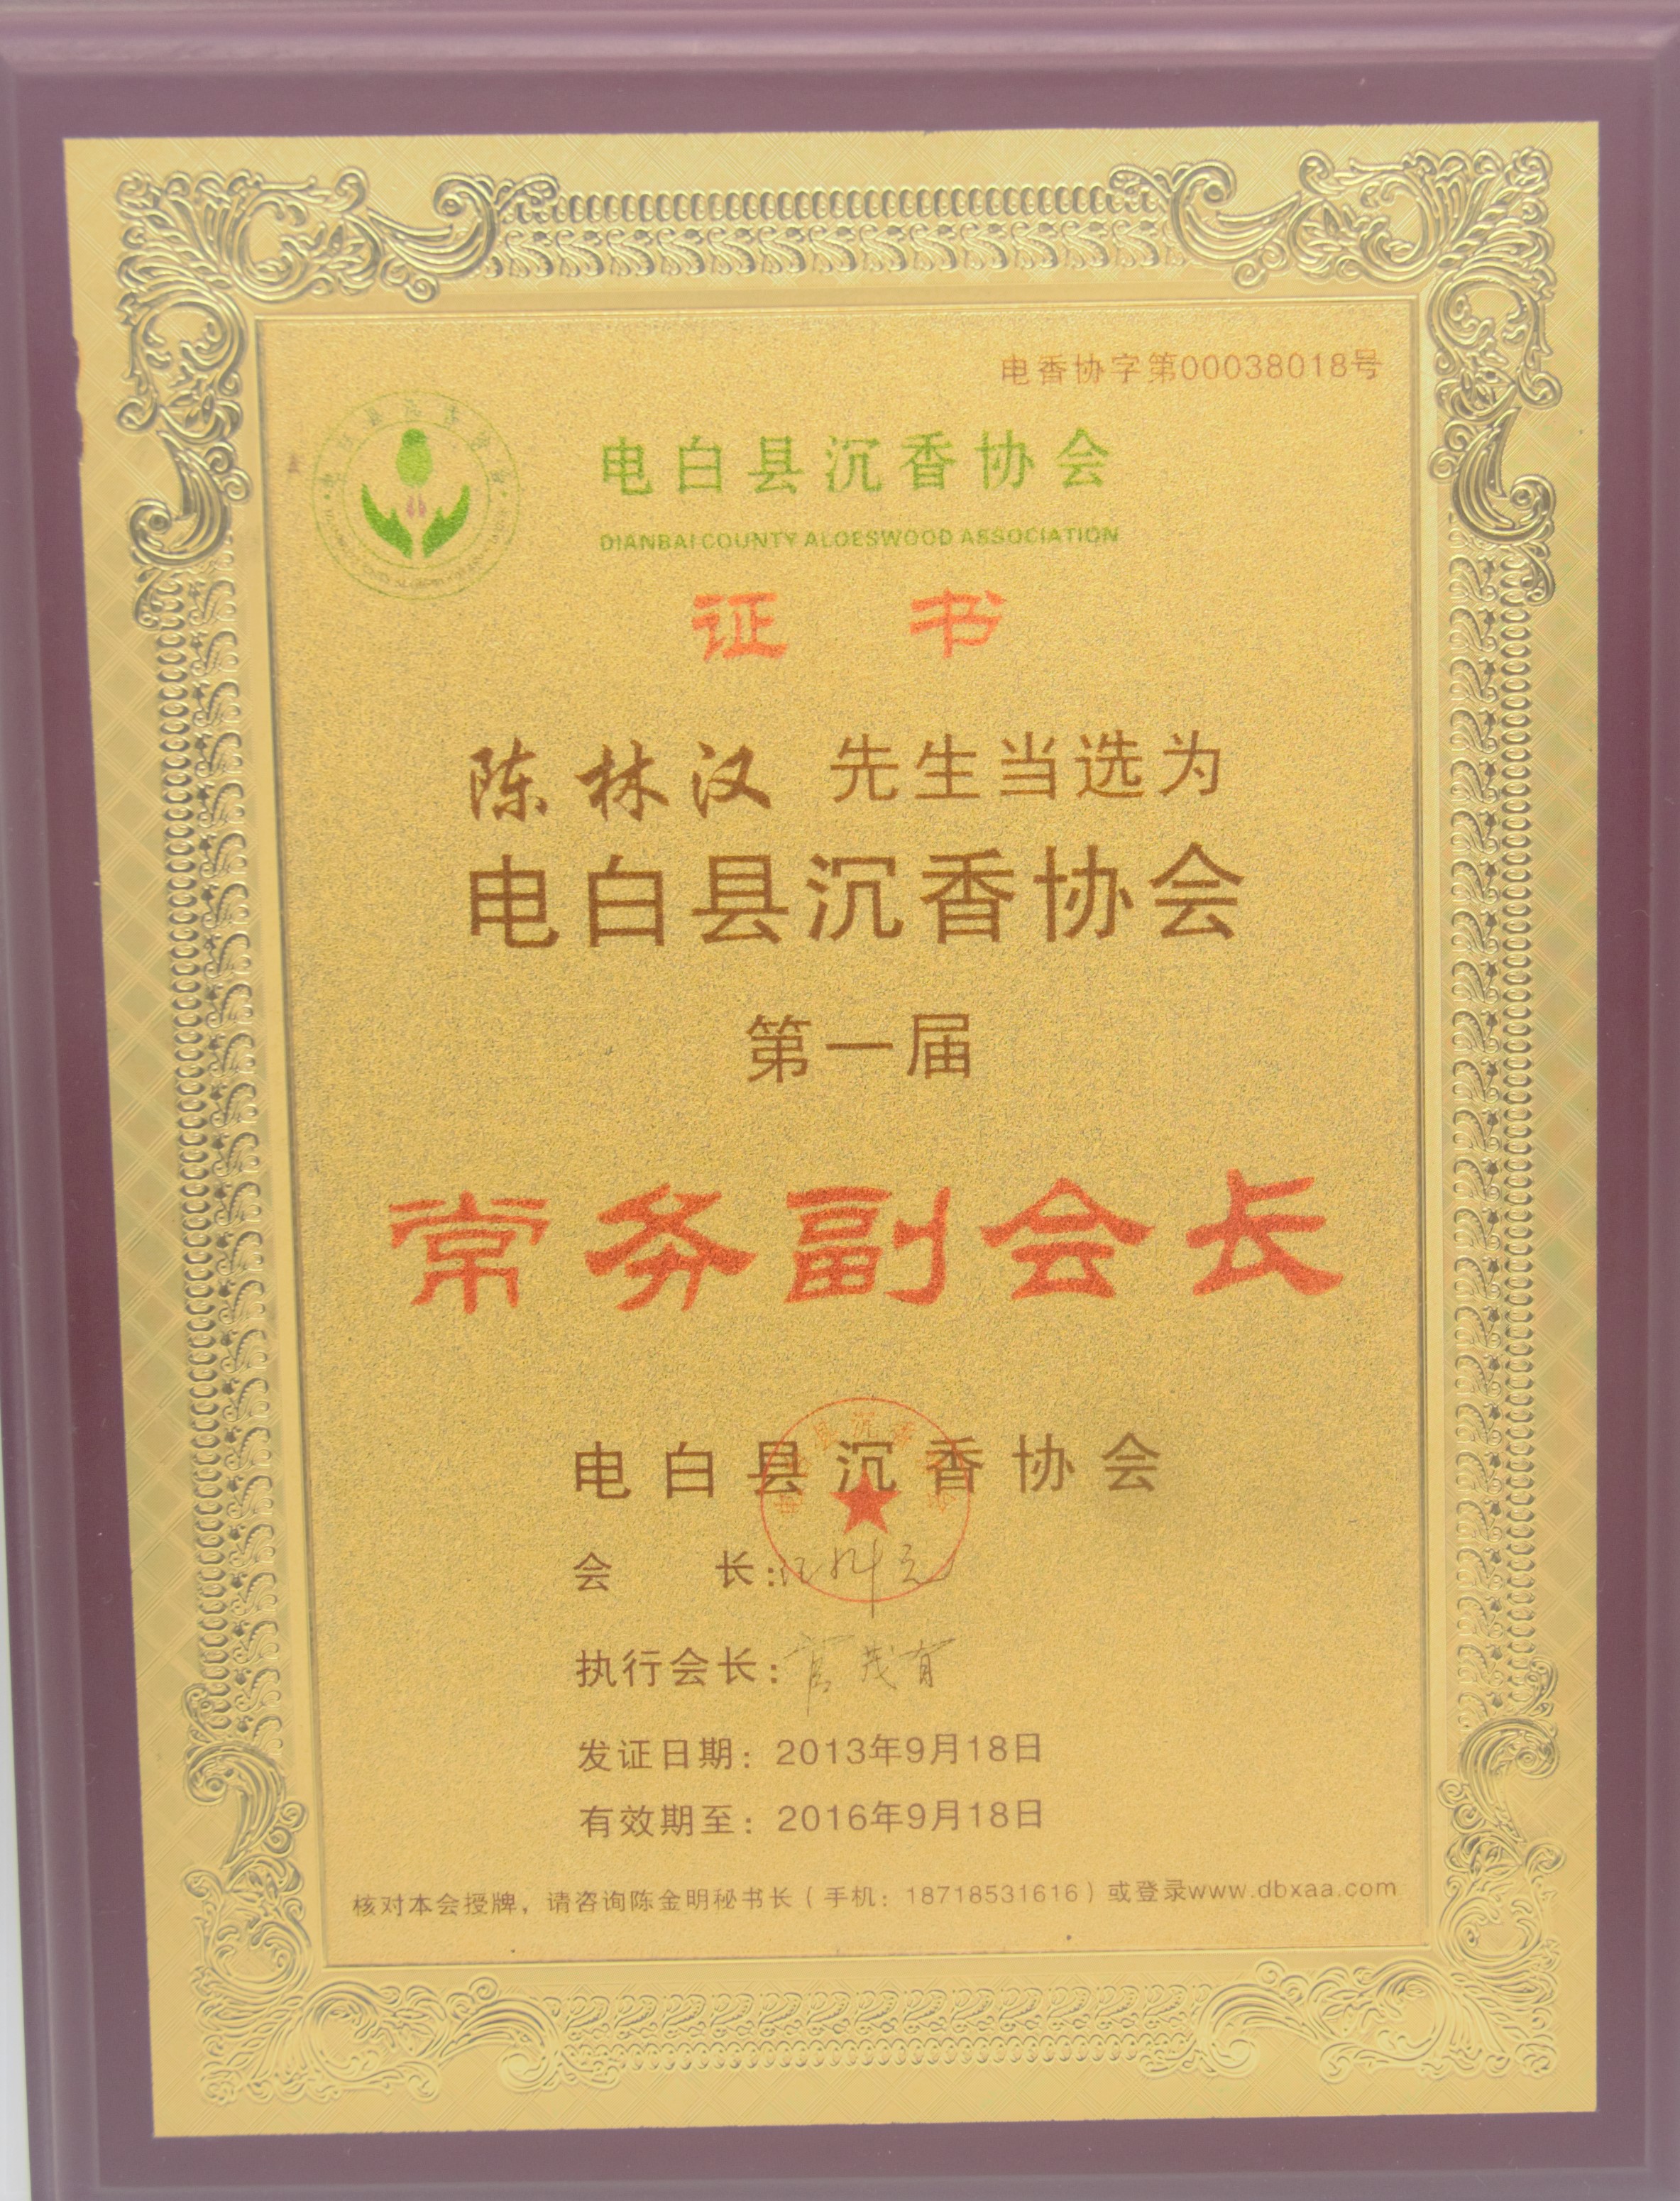 电香协字第00038018号
电白县沉香协会
DIANBAI COUNTY ALOESWOOD ASSOCIATION
证 书
陈林汉 先生当选为
电白县沉香协会
第一届
常务副会长
电白县沉香协会
会 长:
执行会长: 官茂有
发证日期: 2013年9月18日
有效期至: 2016年9月18日
核对本会授牌,请咨询陈金明秘书长(手机:18718531616)或登录www.dbxaa.com